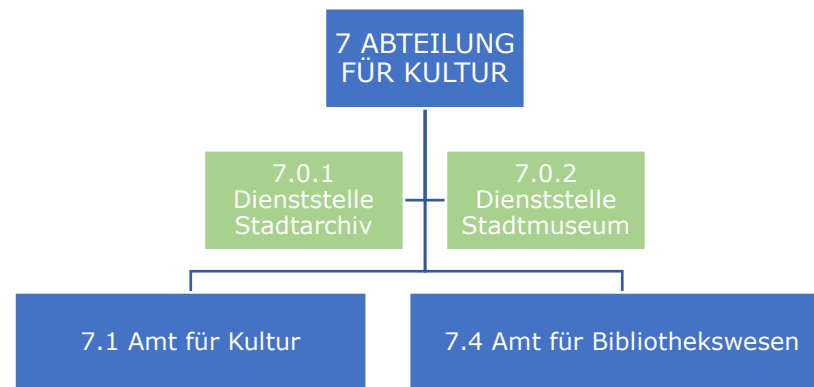 7 ABTEILUNG
FÜR KULTUR
7.0.1
Dienststelle
Stadtarchiv
7.0.2
Dienststelle
Stadtmuseum
7.1 Amt für Kultur
7.4 Amt für Bibliothekswesen